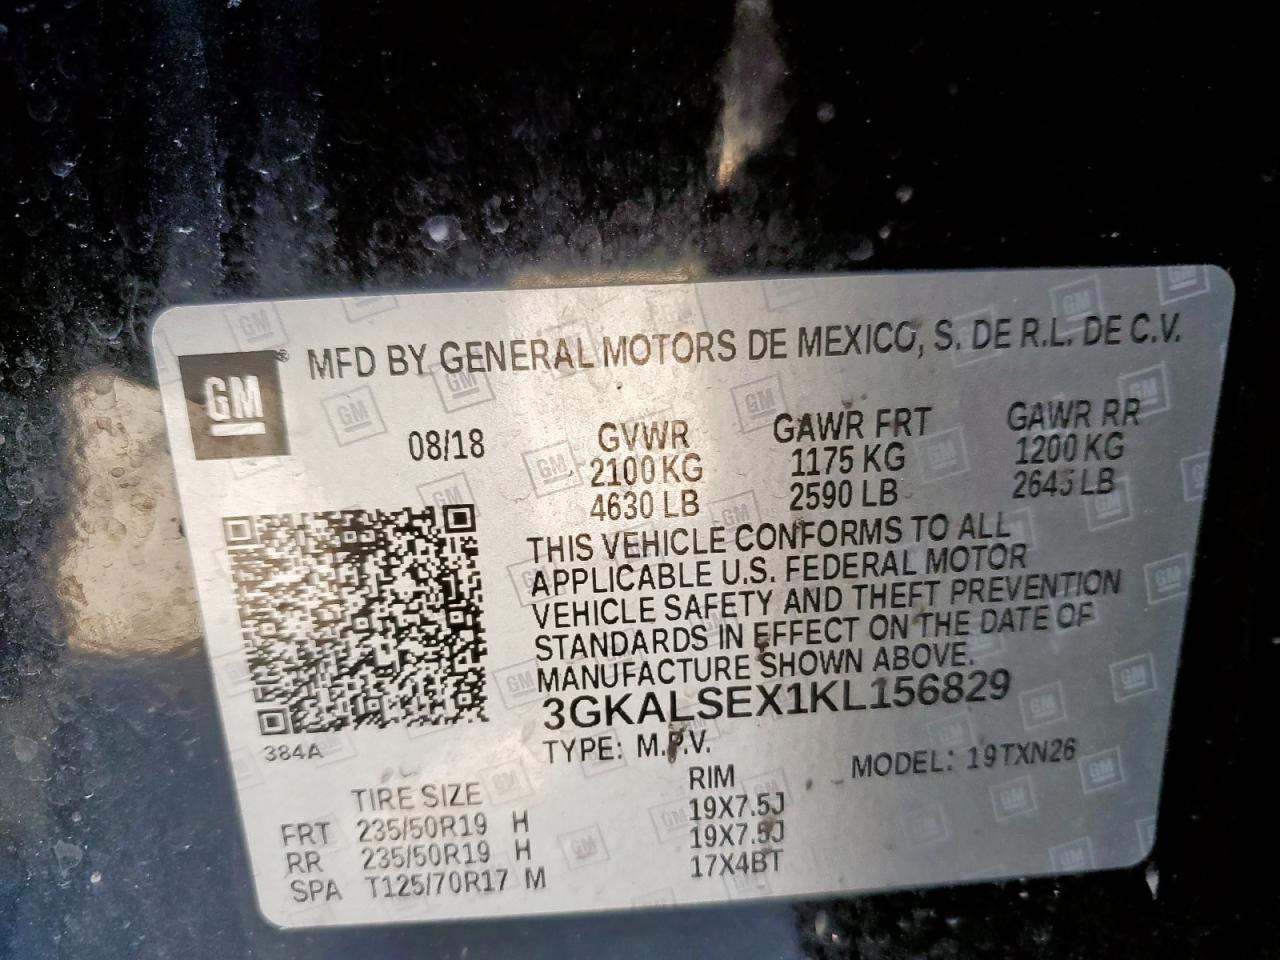 GM® MFD BY GENERAL MOTORS DE MEXICO, S. DE R.L. DE C.V.
08/18 GVWR GAWR FRT GAWR RR
2100 KG 1175 KG 1200 KG
4630 LB 2590 LB 2645 LB
THIS VEHICLE CONFORMS TO ALL
APPLICABLE U.S. FEDERAL MOTOR
VEHICLE SAFETY AND THEFT PREVENTION
STANDARDS IN EFFECT ON THE DATE OF
MANUFACTURE SHOWN ABOVE.
3GKALSEX1KL156829
384A
TYPE: M.P.V. MODEL: 19TXN26
TIRE SIZE RIM
FRT 235/50R19 H 19X7.5J
RR 235/50R19 H 19X7.5J
SPA T125/70R17 M 17X4BT